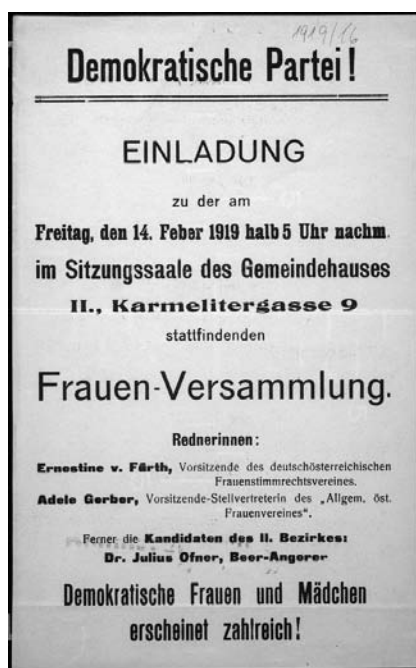 1919/16
Demokratische Partei!
EINLADUNG
zu der am
Freitag, den 14. Feber 1919 halb 5 Uhr nachm.
im Sitzungssaale des Gemeindehauses
II., Karmelitergasse 9
stattfindenden
Frauen-Versammlung.
Rednerinnen:
Ernestine v. Fürth, Vorsitzende des deutschösterreichischen
Frauenstimmrechtsvereines.
Adele Gerber, Vorsitzende-Stellvertreterin des „Allgem. öst.
Frauenvereines“.
Ferner die Kandidaten des II. Bezirkes:
Dr. Julius Ofner, Beer-Angerer
Demokratische Frauen und Mädchen
erscheinet zahlreich!